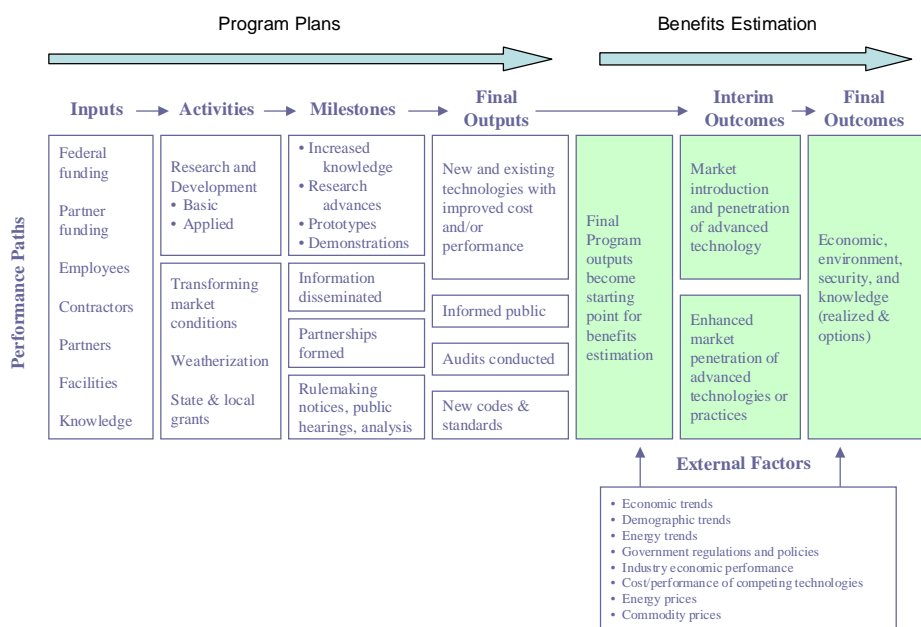 Program Plans
Benefits Estimation
Inputs
Activities
Milestones
Final
Outputs
Interim
Outcomes
Final
Outcomes
Performance Paths
Federal
funding
Partner
funding
Employees
Contractors
Partners
Facilities
Knowledge
Research and
Development
• Basic
• Applied
Transforming
market
conditions
Weatherization
State & local
grants
• Increased
knowledge
• Research
advances
• Prototypes
• Demonstrations
Information
disseminated
Partnerships
formed
Rulemaking
notices, public
hearings, analysis
New and existing
technologies with
improved cost
and/or
performance
Informed public
Audits conducted
New codes &
standards
Final
Program
outputs
become
starting
point for
benefits
estimation
Market
introduction
and penetration
of advanced
technology
Enhanced
market
penetration of
advanced
technologies or
practices
Economic,
environment,
security, and
knowledge
(realized &
options)
External Factors
• Economic trends
• Demographic trends
• Energy trends
• Government regulations and policies
• Industry economic performance
• Cost/performance of competing technologies
• Energy prices
• Commodity prices